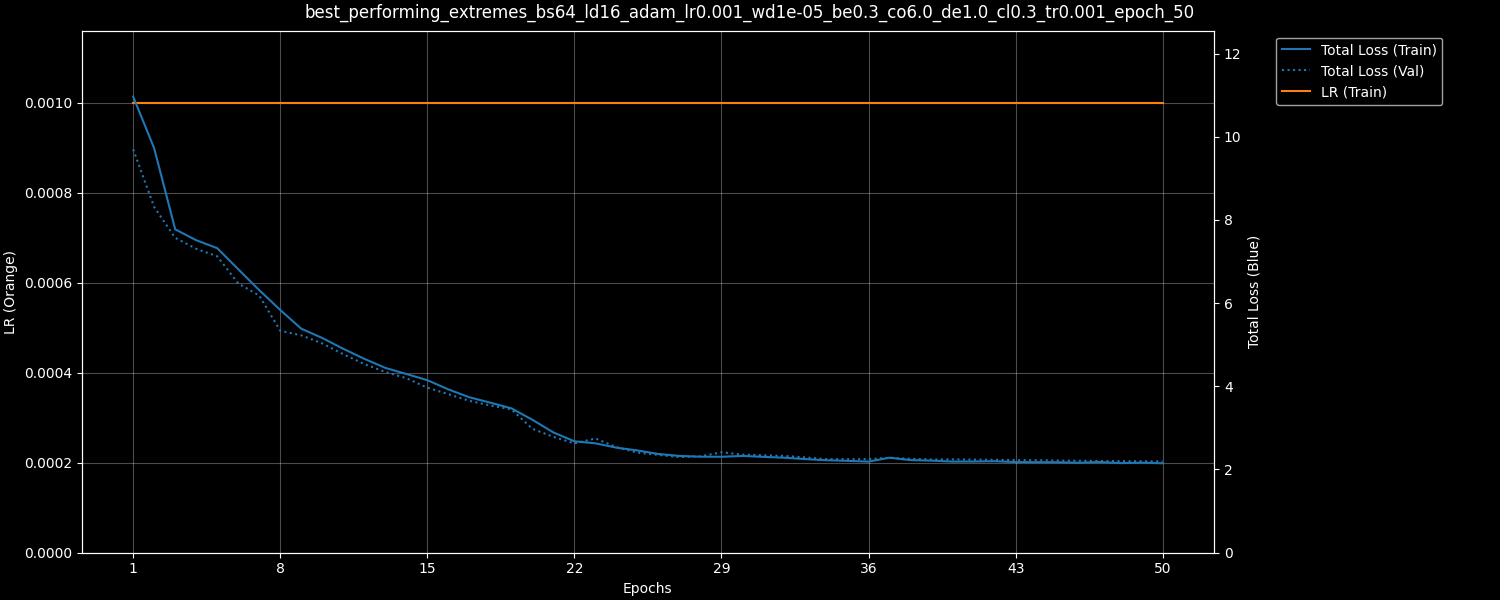 best_performing_extremes_bs64_ld16_adam_lr0.001_wd1e-05_be0.3_co6.0_de1.0_cl0.3_tr0.001_epoch_50
Total Loss (Train)
Total Loss (Val)
LR (Train)
LR (Orange)
0.0010
0.0008
0.0006
0.0004
0.0002
0.0000
12
10
8
6
4
2
0
Total Loss (Blue)
1 8 15 22 29 36 43 50
Epochs